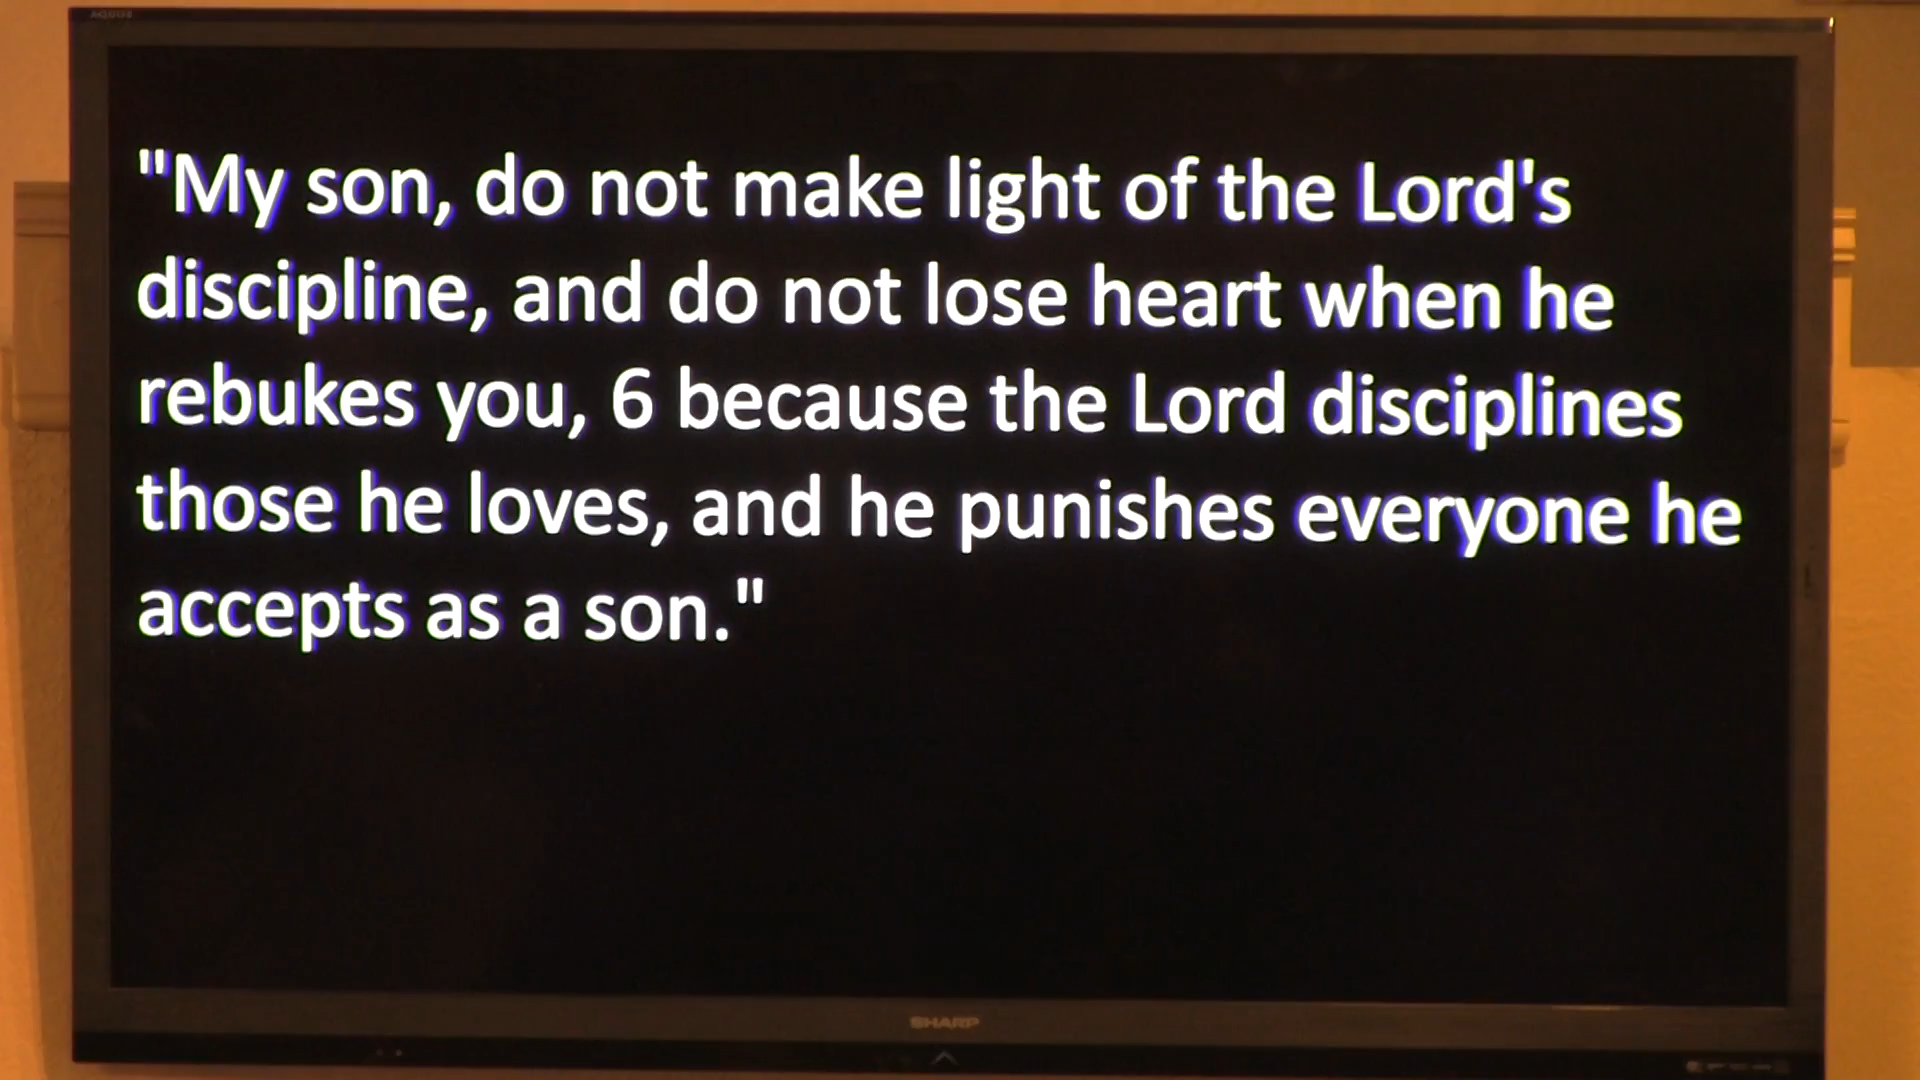 AQUOS
"My son, do not make light of the Lord's
discipline, and do not lose heart when he
rebukes you, 6 because the Lord disciplines
those he loves, and he punishes everyone he
accepts as a son."
SHARP